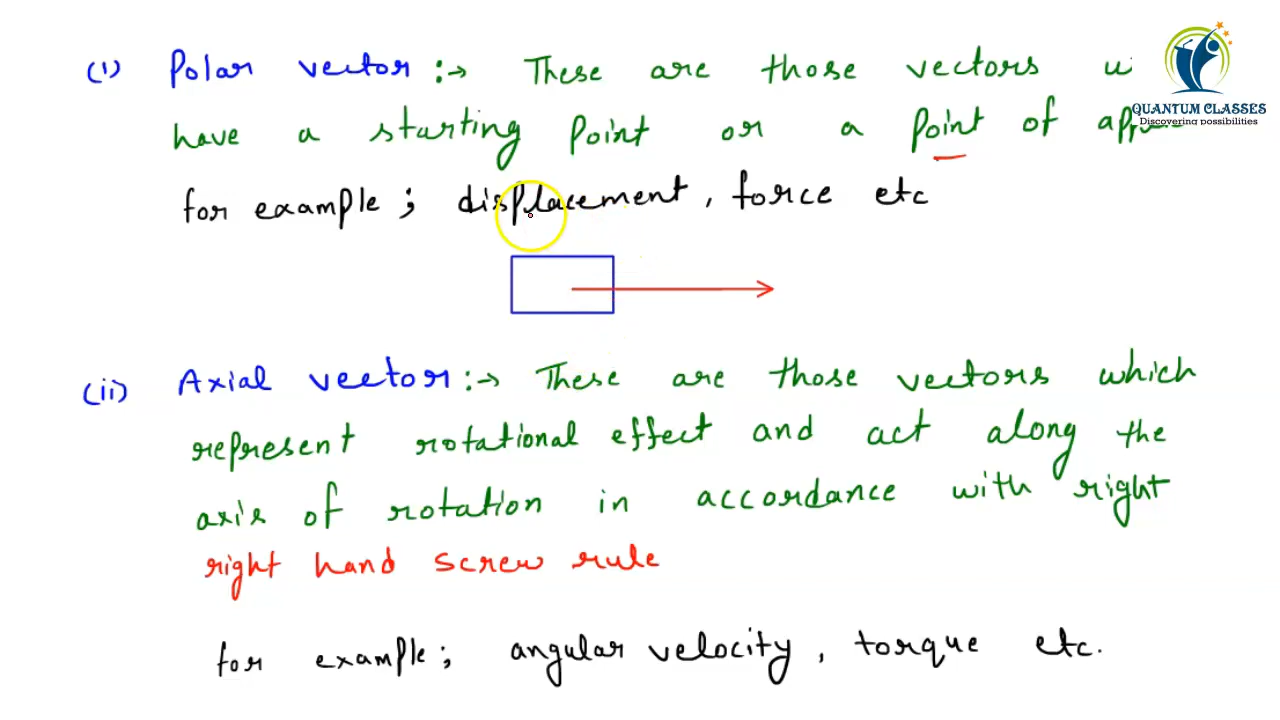 (i) Polar vector :→ These are those vectors
QUANTUM CLASSES
Discovering possibilities
have a starting point or a point of
for example ; displacement, force etc
(ii) Axial vector :→ These are those vectors which
represent rotational effect and act along the
axis of rotation in accordance with right
right hand screw rule
for example ; angular velocity, torque etc.